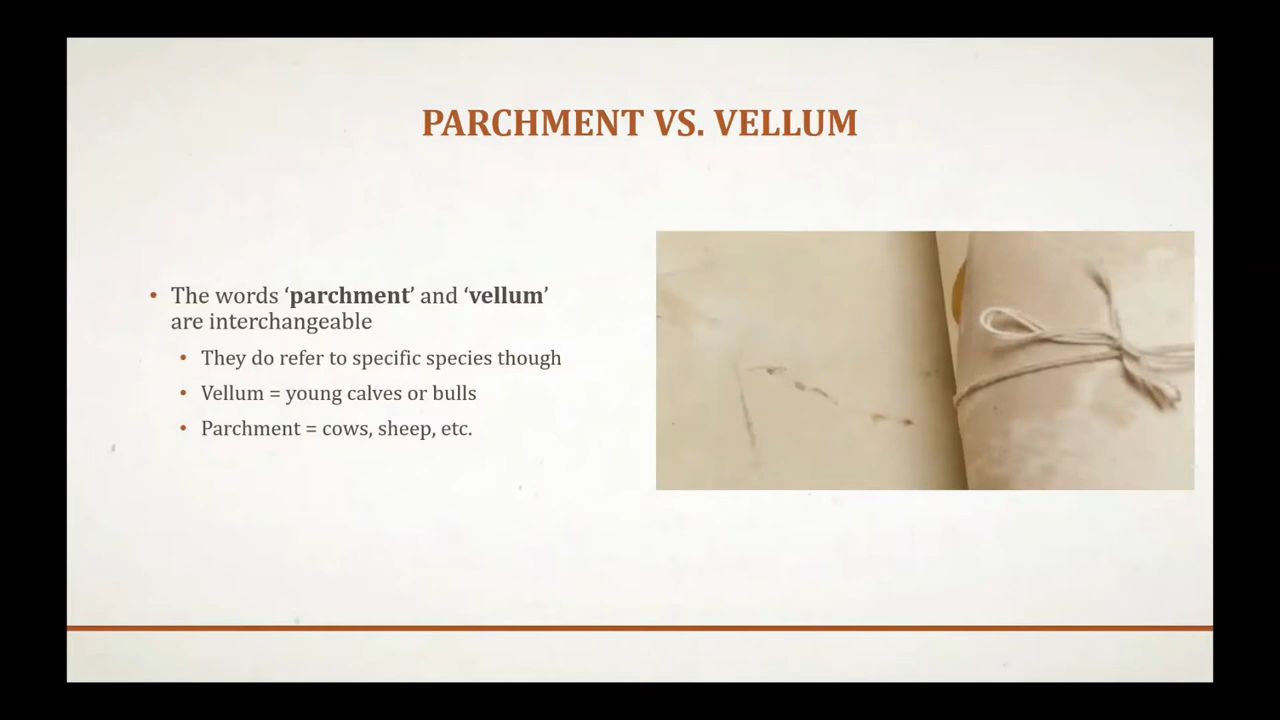 PARCHMENT VS. VELLUM
• The words ‘parchment’ and ‘vellum’
are interchangeable
• They do refer to specific species though
• Vellum = young calves or bulls
• Parchment = cows, sheep, etc.